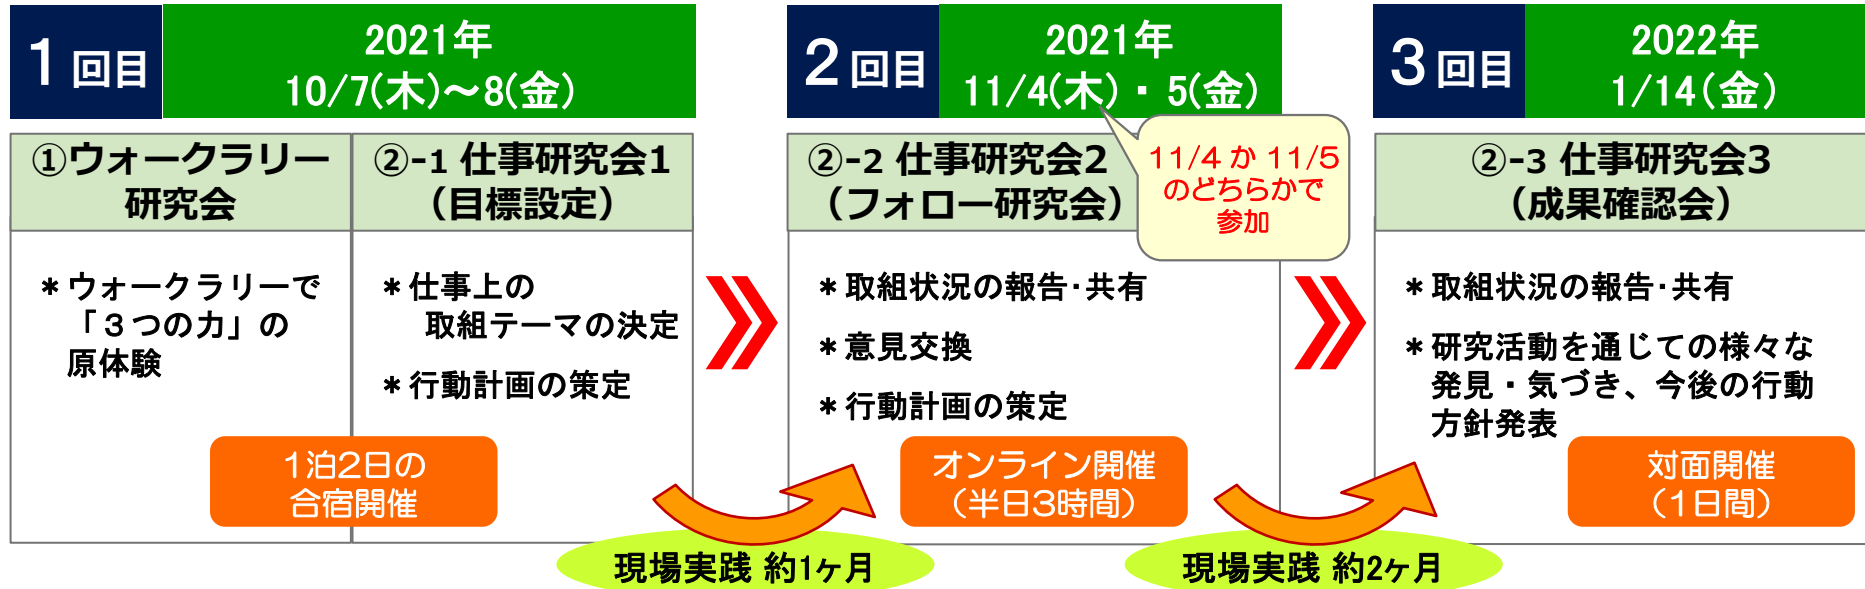 1回目
2021年
10/7(木)～8(金)
①ウォークラリー
研究会
②-1 仕事研究会1
（目標設定）
＊ウォークラリーで
「３つの力」の
原体験
＊仕事上の
取組テーマの決定
＊行動計画の策定
1泊2日の
合宿開催
現場実践 約1ヶ月
2回目
2021年
11/4(木)・5(金)
11/4 か 11/5
のどちらかで
参加
②-2 仕事研究会2
（フォロー研究会）
＊取組状況の報告・共有
＊意見交換
＊行動計画の策定
オンライン開催
（半日3時間）
現場実践 約2ヶ月
3回目
2022年
1/14（金）
②-3 仕事研究会3
（成果確認会）
＊取組状況の報告・共有
＊研究活動を通じての様々な
発見・気づき、今後の行動
方針発表
対面開催
（1日間）